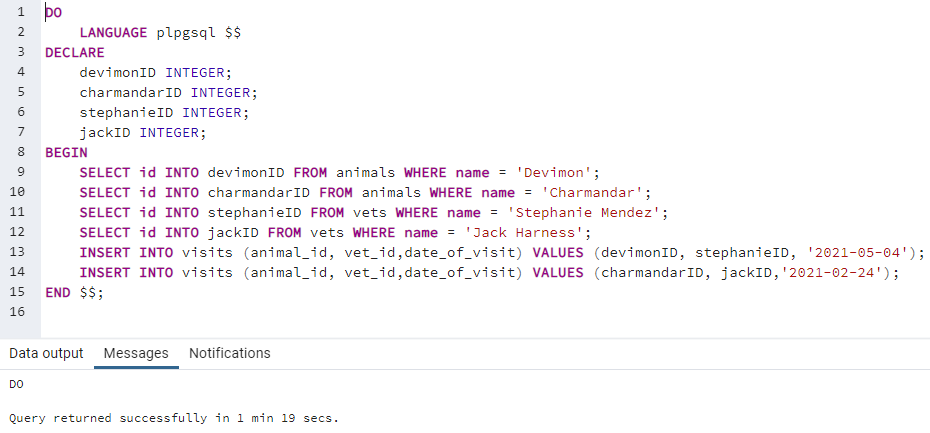 1 DO
2 LANGUAGE plpgsql $$
3 DECLARE
4 devimonID INTEGER;
5 charmandarID INTEGER;
6 stephanieID INTEGER;
7 jackID INTEGER;
8 BEGIN
9 SELECT id INTO devimonID FROM animals WHERE name = 'Devimon';
10 SELECT id INTO charmandarID FROM animals WHERE name = 'Charmandar';
11 SELECT id INTO stephanieID FROM vets WHERE name = 'Stephanie Mendez';
12 SELECT id INTO jackID FROM vets WHERE name = 'Jack Harness';
13 INSERT INTO visits (animal_id, vet_id,date_of_visit) VALUES (devimonID, stephanieID, '2021-05-04');
14 INSERT INTO visits (animal_id, vet_id,date_of_visit) VALUES (charmandarID, jackID,'2021-02-24');
15 END $$;
16
Data output Messages Notifications
DO
Query returned successfully in 1 min 19 secs.